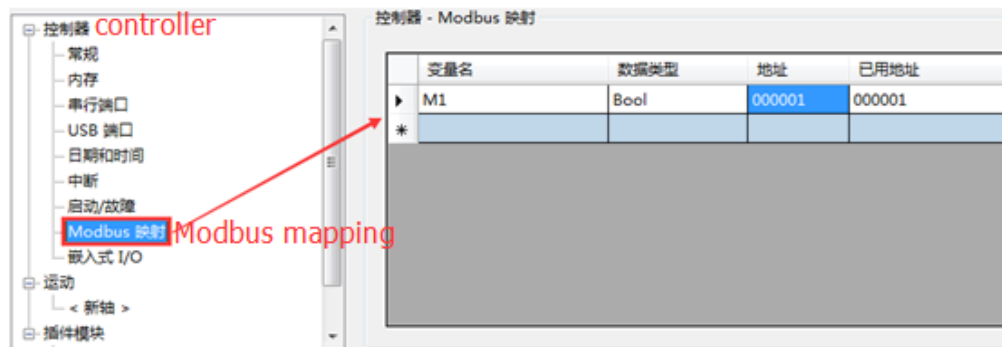 控制器 controller
常规
内存
串行端口
USB 端口
日期和时间
中断
启动/故障
Modbus 映射 Modbus mapping
嵌入式 I/O
运动
< 新轴 >
插件模块
控制器 - Modbus 映射
变量名 数据类型 地址 已用地址
M1 Bool 000001 000001